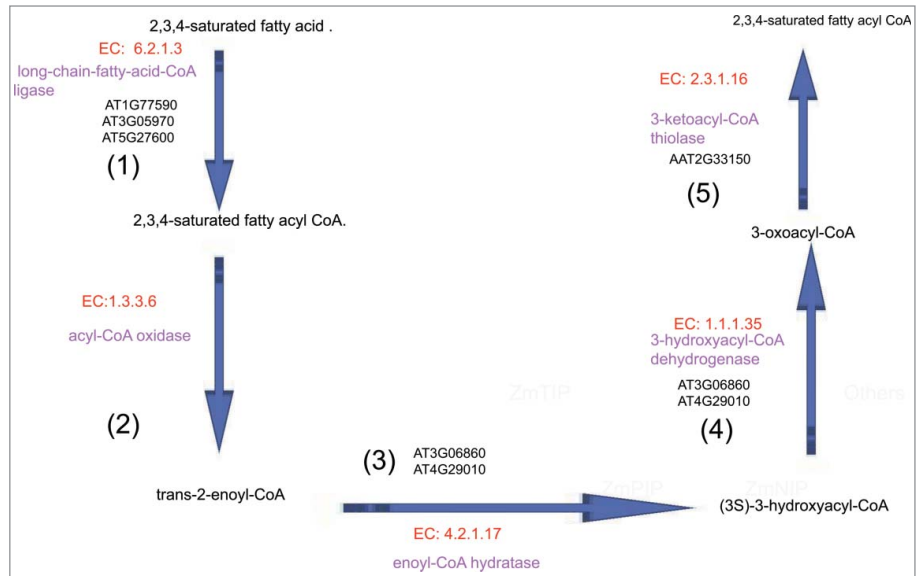 2,3,4-saturated fatty acid .
EC: 6.2.1.3
long-chain-fatty-acid-CoA
ligase
AT1G77590
AT3G05970
AT5G27600
(1)
2,3,4-saturated fatty acyl CoA.
EC:1.3.3.6
acyl-CoA oxidase
(2)
trans-2-enoyl-CoA
(3)
AT3G06860
AT4G29010
EC: 4.2.1.17
enoyl-CoA hydratase
(3S)-3-hydroxyacyl-CoA
EC: 1.1.1.35
3-hydroxyacyl-CoA
dehydrogenase
AT3G06860
AT4G29010
(4)
3-oxoacyl-CoA
EC: 2.3.1.16
3-ketoacyl-CoA
thiolase
AAT2G33150
(5)
2,3,4-saturated fatty acyl CoA
ZmTIP
Others
ZmPIP
ZmNIP